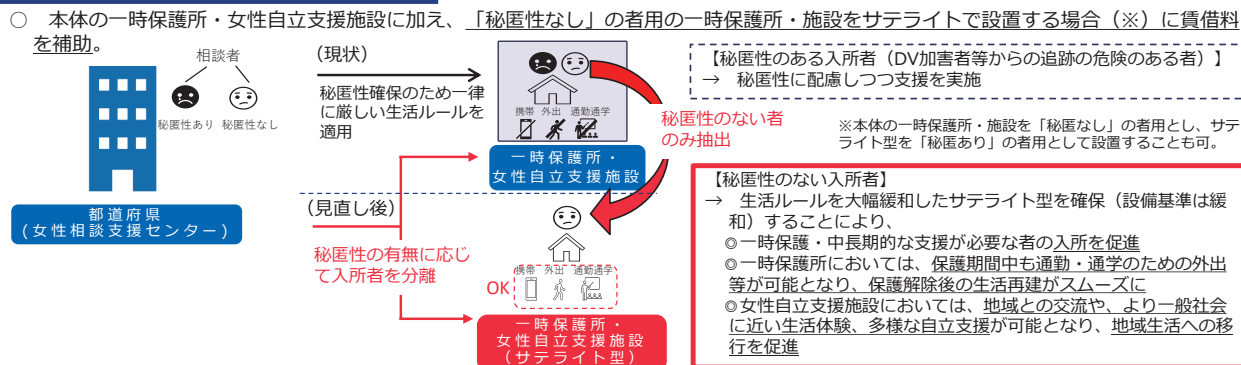 ○　本体の一時保護所・女性自立支援施設に加え、「秘匿性なし」の者用の一時保護所・施設をサテライトで設置する場合（※）に賃借料
を補助。
相談者
秘匿性あり　秘匿性なし
都道府県
(女性相談支援センター)
(現状)
秘匿性確保のため一律
に厳しい生活ルールを
適用
携帯　外出　通勤通学
一時保護所・
女性自立支援施設
秘匿性のない者
のみ抽出
(見直し後)
秘匿性の有無に応じ
て入所者を分離
携帯　外出　通勤通学
OK
一時保護所・
女性自立支援施設
(サテライト型)
【秘匿性のある入所者（DV加害者等からの追跡の危険のある者）】
→　秘匿性に配慮しつつ支援を実施
※本体の一時保護所・施設を「秘匿なし」の者用とし、サテ
ライト型を「秘匿あり」の者用として設置することも可。
【秘匿性のない入所者】
→　生活ルールを大幅緩和したサテライト型を確保（設備基準は緩
和）することにより、
◎一時保護・中長期的な支援が必要な者の入所を促進
◎一時保護所においては、保護期間中も通勤・通学のための外出
等が可能となり、保護解除後の生活再建がスムーズに
◎女性自立支援施設においては、地域との交流や、より一般社会
に近い生活体験、多様な自立支援が可能となり、地域生活への移
行を促進